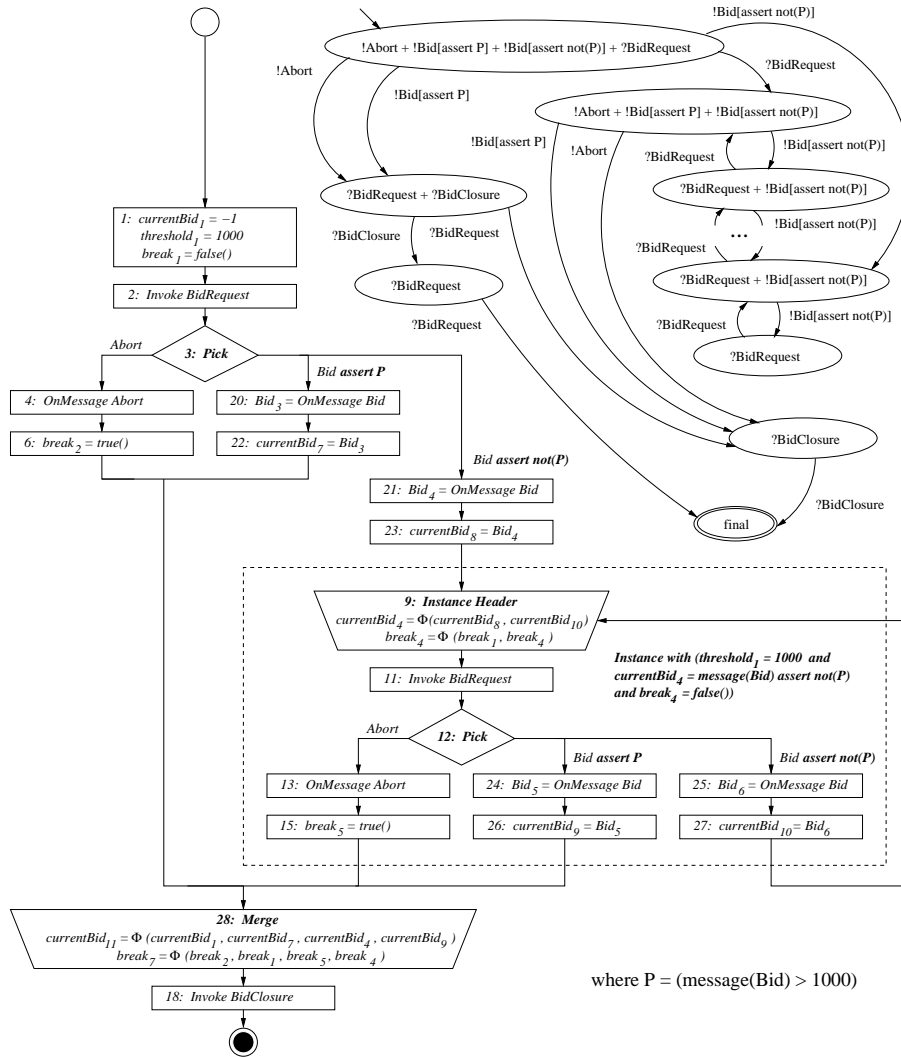 !Bid[assert not(P)]
!Abort + !Bid[assert P] + !Bid[assert not(P)] + ?BidRequest
!Abort
?BidRequest
!Bid[assert P]
!Abort + !Bid[assert P] + !Bid[assert not(P)]
!Bid[assert P]
!Abort
?BidRequest
!Bid[assert not(P)]
?BidRequest + ?BidClosure
?BidRequest + !Bid[assert not(P)]
?BidClosure
?BidRequest
!Bid[assert not(P)]
...
?BidRequest
?BidRequest + !Bid[assert not(P)]
?BidRequest
?BidRequest
?BidRequest
!Bid[assert not(P)]
?BidRequest
?BidClosure
?BidClosure
final
1: currentBid1 = −1
threshold1 = 1000
break1 = false()
2: Invoke BidRequest
3: Pick
Abort
Bid assert P
4: OnMessage Abort
20: Bid3 = OnMessage Bid
6: break2 = true()
22: currentBid7 = Bid3
Bid assert not(P)
21: Bid4 = OnMessage Bid
23: currentBid8 = Bid4
9: Instance Header
currentBid4 = Φ(currentBid8 , currentBid10)
break4 = Φ (break1 , break4 )
Instance with (threshold1 = 1000 and
currentBid4 = message(Bid) assert not(P)
and break4 = false())
11: Invoke BidRequest
12: Pick
Abort
Bid assert P
Bid assert not(P)
13: OnMessage Abort
24: Bid5 = OnMessage Bid
25: Bid6 = OnMessage Bid
15: break5 = true()
26: currentBid9 = Bid5
27: currentBid10 = Bid6
28: Merge
currentBid11 = Φ (currentBid1 , currentBid7 , currentBid4 , currentBid9 )
break7 = Φ (break2 , break1 , break5 , break4 )
18: Invoke BidClosure
where P = (message(Bid) > 1000)